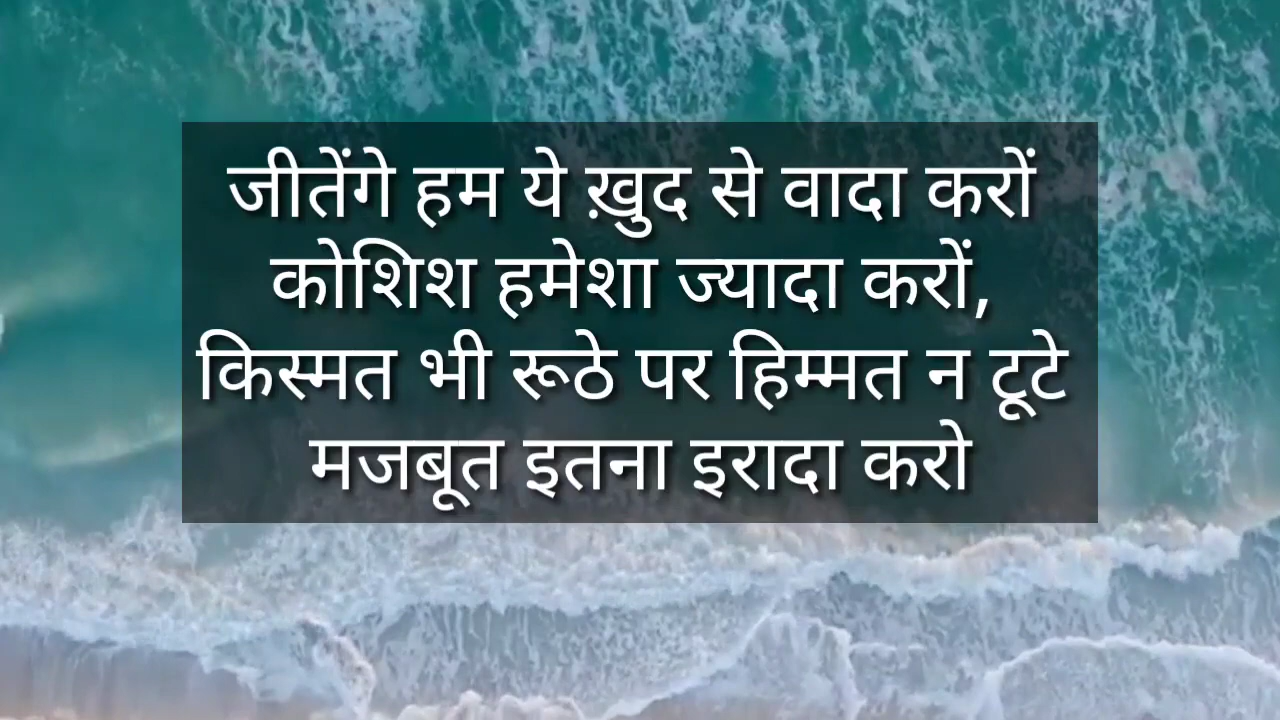 जीतेंगे हम ये ख़ुद से वादा करों
कोशिश हमेशा ज्यादा करों,
किस्मत भी रूठे पर हिम्मत न टूटे
मजबूत इतना इरादा करो